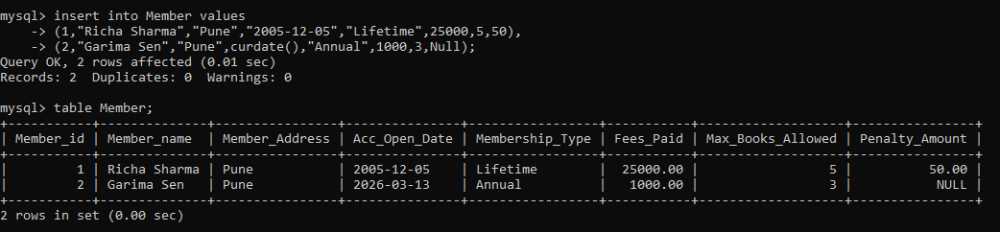 mysql> insert into Member values
    -> (1,"Richa Sharma","Pune","2005-12-05","Lifetime",25000,5,50),
    -> (2,"Garima Sen","Pune",curdate(),"Annual",1000,3,Null);
Query OK, 2 rows affected (0.01 sec)
Records: 2  Duplicates: 0  Warnings: 0

mysql> table Member;
+-----------+--------------+----------------+---------------+-----------------+-----------+-------------------+----------------+
| Member_id | Member_name  | Member_Address | Acc_Open_Date | Membership_Type | Fees_Paid | Max_Books_Allowed | Penalty_Amount |
+-----------+--------------+----------------+---------------+-----------------+-----------+-------------------+----------------+
|         1 | Richa Sharma | Pune           | 2005-12-05    | Lifetime        |  25000.00 |                 5 |          50.00 |
|         2 | Garima Sen   | Pune           | 2026-03-13    | Annual          |   1000.00 |                 3 |           NULL |
+-----------+--------------+----------------+---------------+-----------------+-----------+-------------------+----------------+
2 rows in set (0.00 sec)